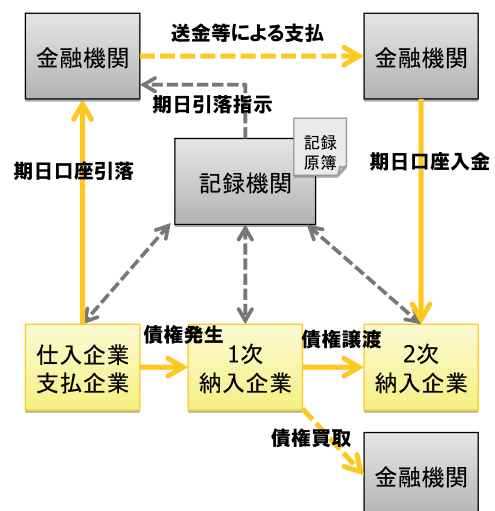 送金等による支払
金融機関
金融機関
期日引落指示
記録
原簿
期日口座引落
記録機関
期日口座入金
債権発生
債権譲渡
仕入企業
支払企業
1次
納入企業
2次
納入企業
債権買取
金融機関